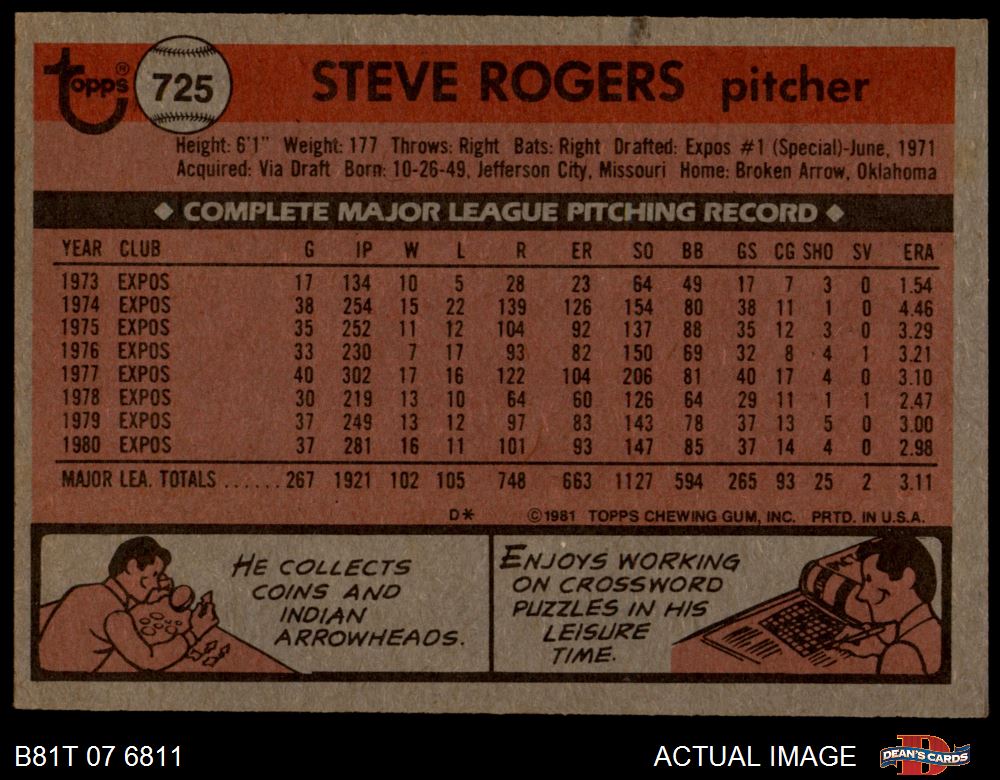 Topps® 725 STEVE ROGERS pitcher
Height: 6'1" Weight: 177 Throws: Right Bats: Right Drafted: Expos #1 (Special)-June, 1971
Acquired: Via Draft Born: 10-26-49, Jefferson City, Missouri Home: Broken Arrow, Oklahoma
◆ COMPLETE MAJOR LEAGUE PITCHING RECORD ◆
YEAR CLUB G IP W L R ER SO BB GS CG SHO SV ERA
1973 EXPOS 17 134 10 5 28 23 64 49 17 7 3 0 1.54
1974 EXPOS 38 254 15 22 139 126 154 80 38 11 1 0 4.46
1975 EXPOS 35 252 11 12 104 92 137 88 35 12 3 0 3.29
1976 EXPOS 33 230 7 17 93 82 150 69 32 8 4 1 3.21
1977 EXPOS 40 302 17 16 122 104 206 81 40 17 4 0 3.10
1978 EXPOS 30 219 13 10 64 60 126 64 29 11 1 1 2.47
1979 EXPOS 37 249 13 12 97 83 143 78 37 13 5 0 3.00
1980 EXPOS 37 281 16 11 101 93 147 85 37 14 4 0 2.98
MAJOR LEA. TOTALS ...... 267 1921 102 105 748 663 1127 594 265 93 25 2 3.11
D* ©1981 TOPPS CHEWING GUM, INC. PRTD. IN U.S.A.
HE COLLECTS
COINS AND
INDIAN
ARROWHEADS.
ENJOYS WORKING
ON CROSSWORD
PUZZLES IN HIS
LEISURE
TIME.
B81T 07 6811 ACTUAL IMAGE DEAN'S CARDS